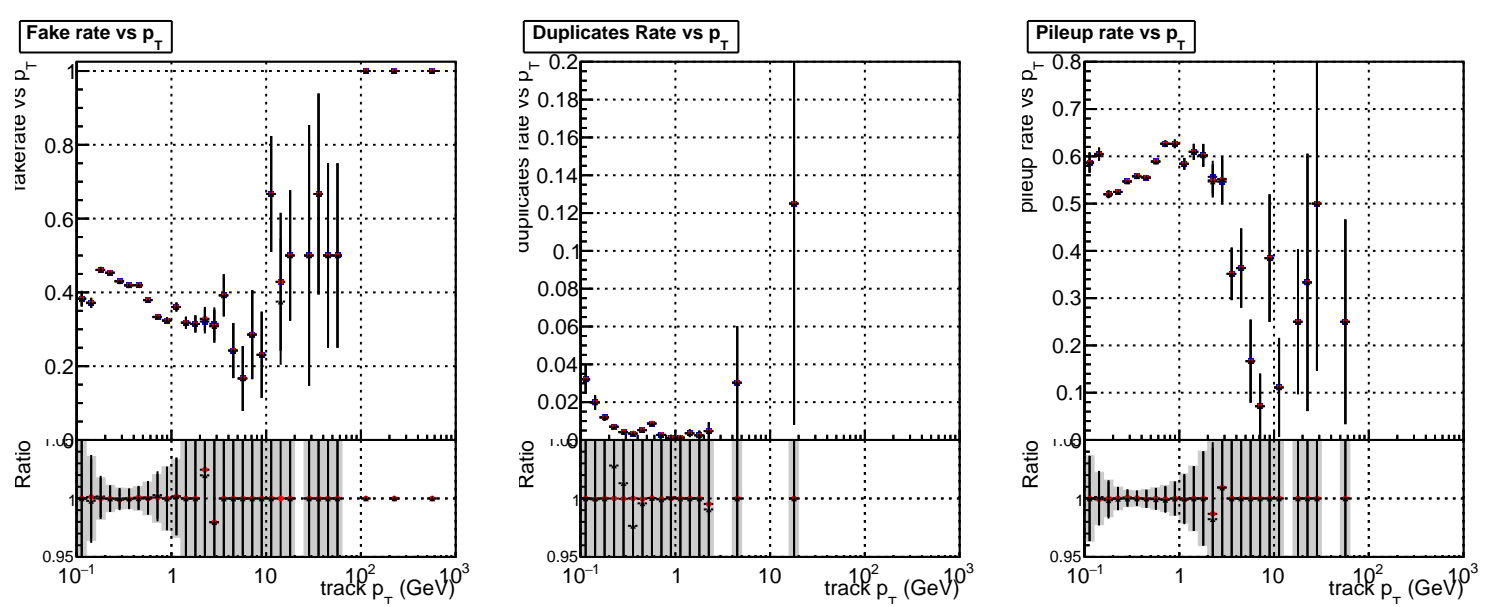 Fake rate vs p_T
fakerate vs p_T
1
0.8
0.6
0.4
0.2
0
Ratio
1
0.95
10^−1 1 10 10^2 10^3
track p_T (GeV)
Duplicates Rate vs p_T
duplicates rate vs p_T
0.2
0.18
0.16
0.14
0.12
0.1
0.08
0.06
0.04
0.02
0
Ratio
1
0.95
10^−1 1 10 10^2 10^3
track p_T (GeV)
Pileup rate vs p_T
pileup rate vs p_T
0.8
0.7
0.6
0.5
0.4
0.3
0.2
0.1
0
Ratio
1
0.95
10^−1 1 10 10^2 10^3
track p_T (GeV)